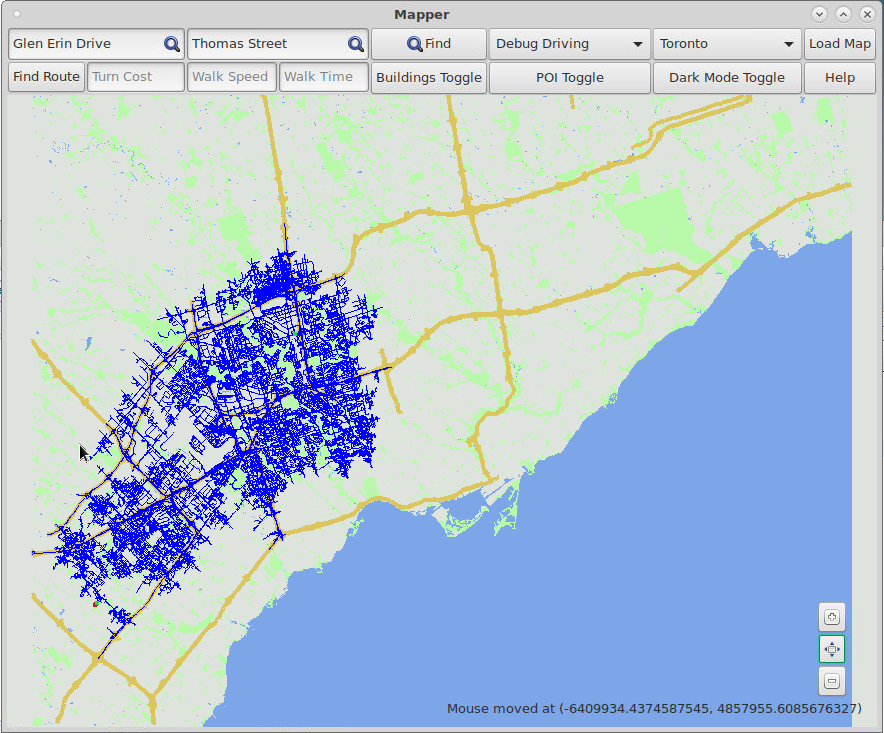 Mapper
Glen Erin Drive Thomas Street Find Debug Driving Toronto Load Map
Find Route Turn Cost Walk Speed Walk Time Buildings Toggle POI Toggle Dark Mode Toggle Help
Mouse moved at (-6409934.4374587545, 4857955.6085676327)